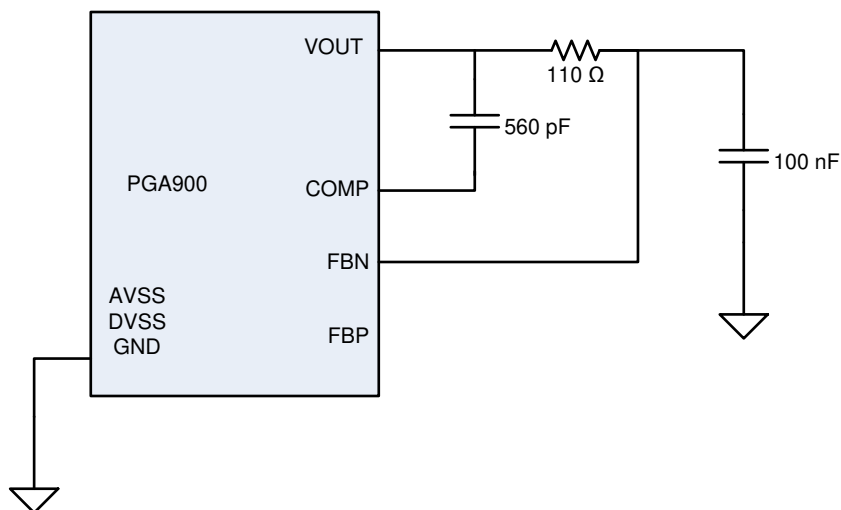 VOUT
110 Ω
560 pF
100 nF
PGA900
COMP
FBN
AVSS
DVSS
GND
FBP